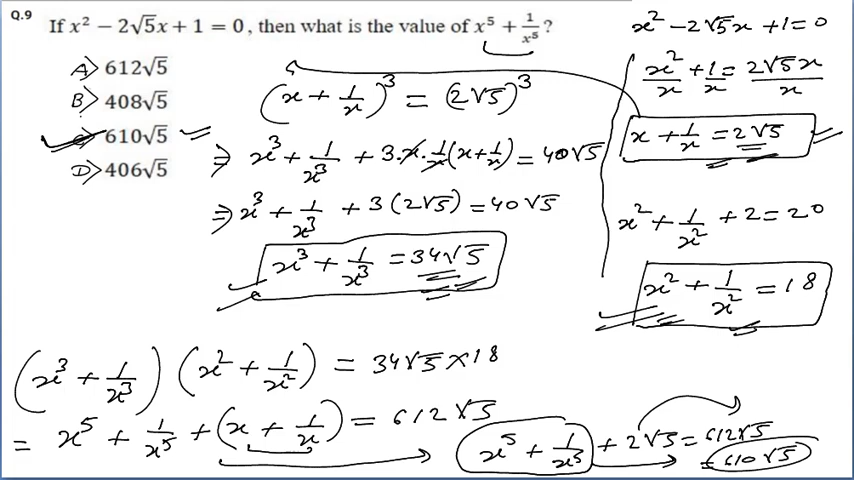 Q.9 If x² − 2√5x + 1 = 0, then what is the value of x⁵ + 1/x⁵ ?
A) 612√5
B) 408√5
C) 610√5
D) 406√5
(x + 1/x)³ = (2√5)³
⇒ x³ + 1/x³ + 3·x·1/x(x + 1/x) = 40√5
⇒ x³ + 1/x³ + 3(2√5) = 40√5
x³ + 1/x³ = 34√5
x² − 2√5x + 1 = 0
x²/x + 1/x = 2√5x/x
x + 1/x = 2√5
x² + 1/x² + 2 = 20
x² + 1/x² = 18
(x³ + 1/x³) (x² + 1/x²) = 34√5 × 18
= x⁵ + 1/x⁵ + (x + 1/x) = 612√5
x⁵ + 1/x⁵ + 2√5 = 612√5
= 610√5